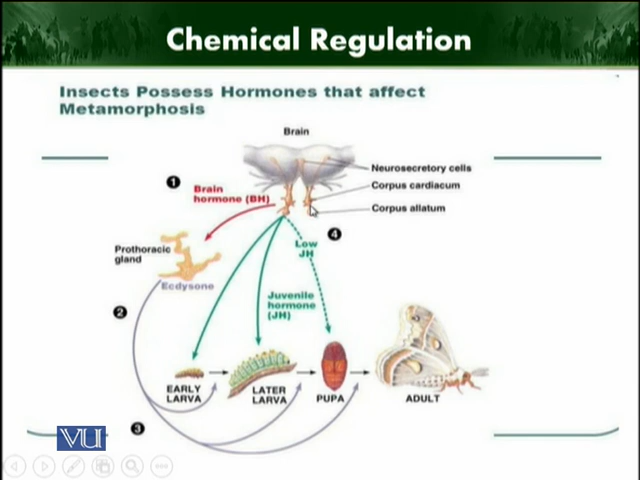 Chemical Regulation
Insects Possess Hormones that affect
Metamorphosis
Brain
Neurosecretory cells
Corpus cardiacum
Corpus allatum
1
Brain
hormone (BH)
4
Low
JH
Prothoracic
gland
Ecdysone
2
Juvenile
hormone
(JH)
EARLY
LARVA
LATER
LARVA
PUPA
ADULT
3
VU